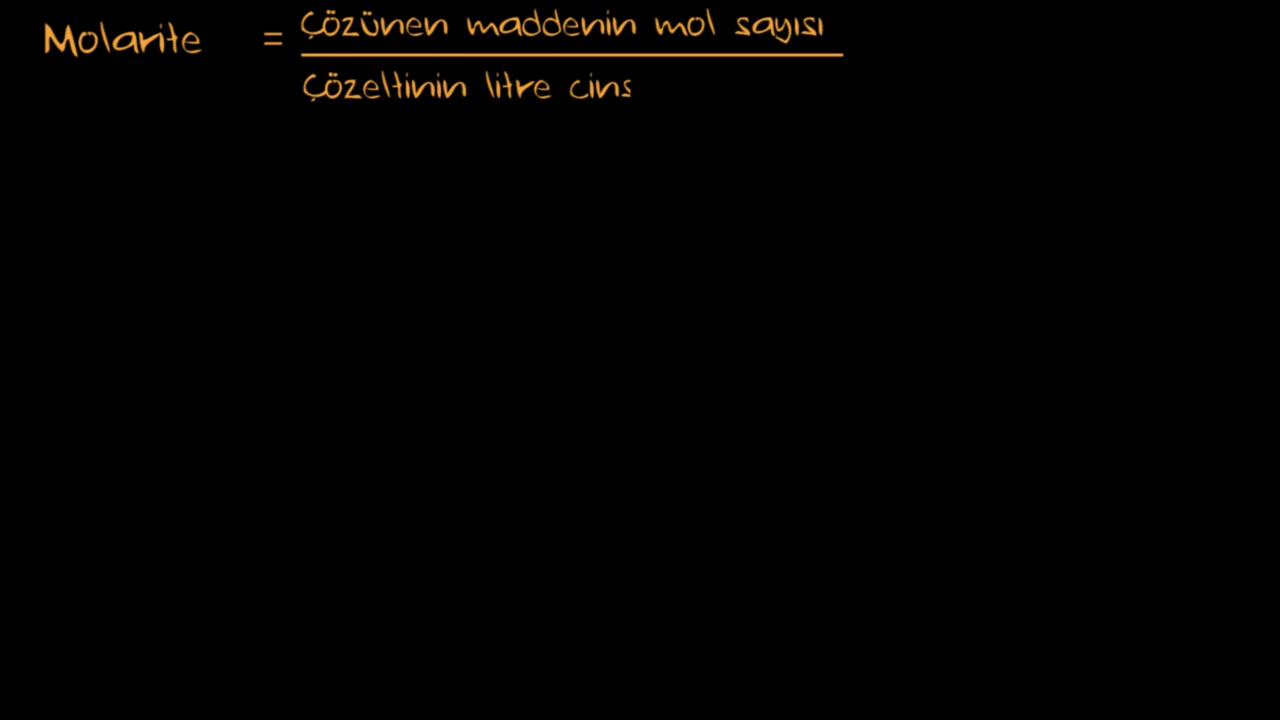 Molarite = Çözünen maddenin mol sayısı
Çözeltinin litre cins